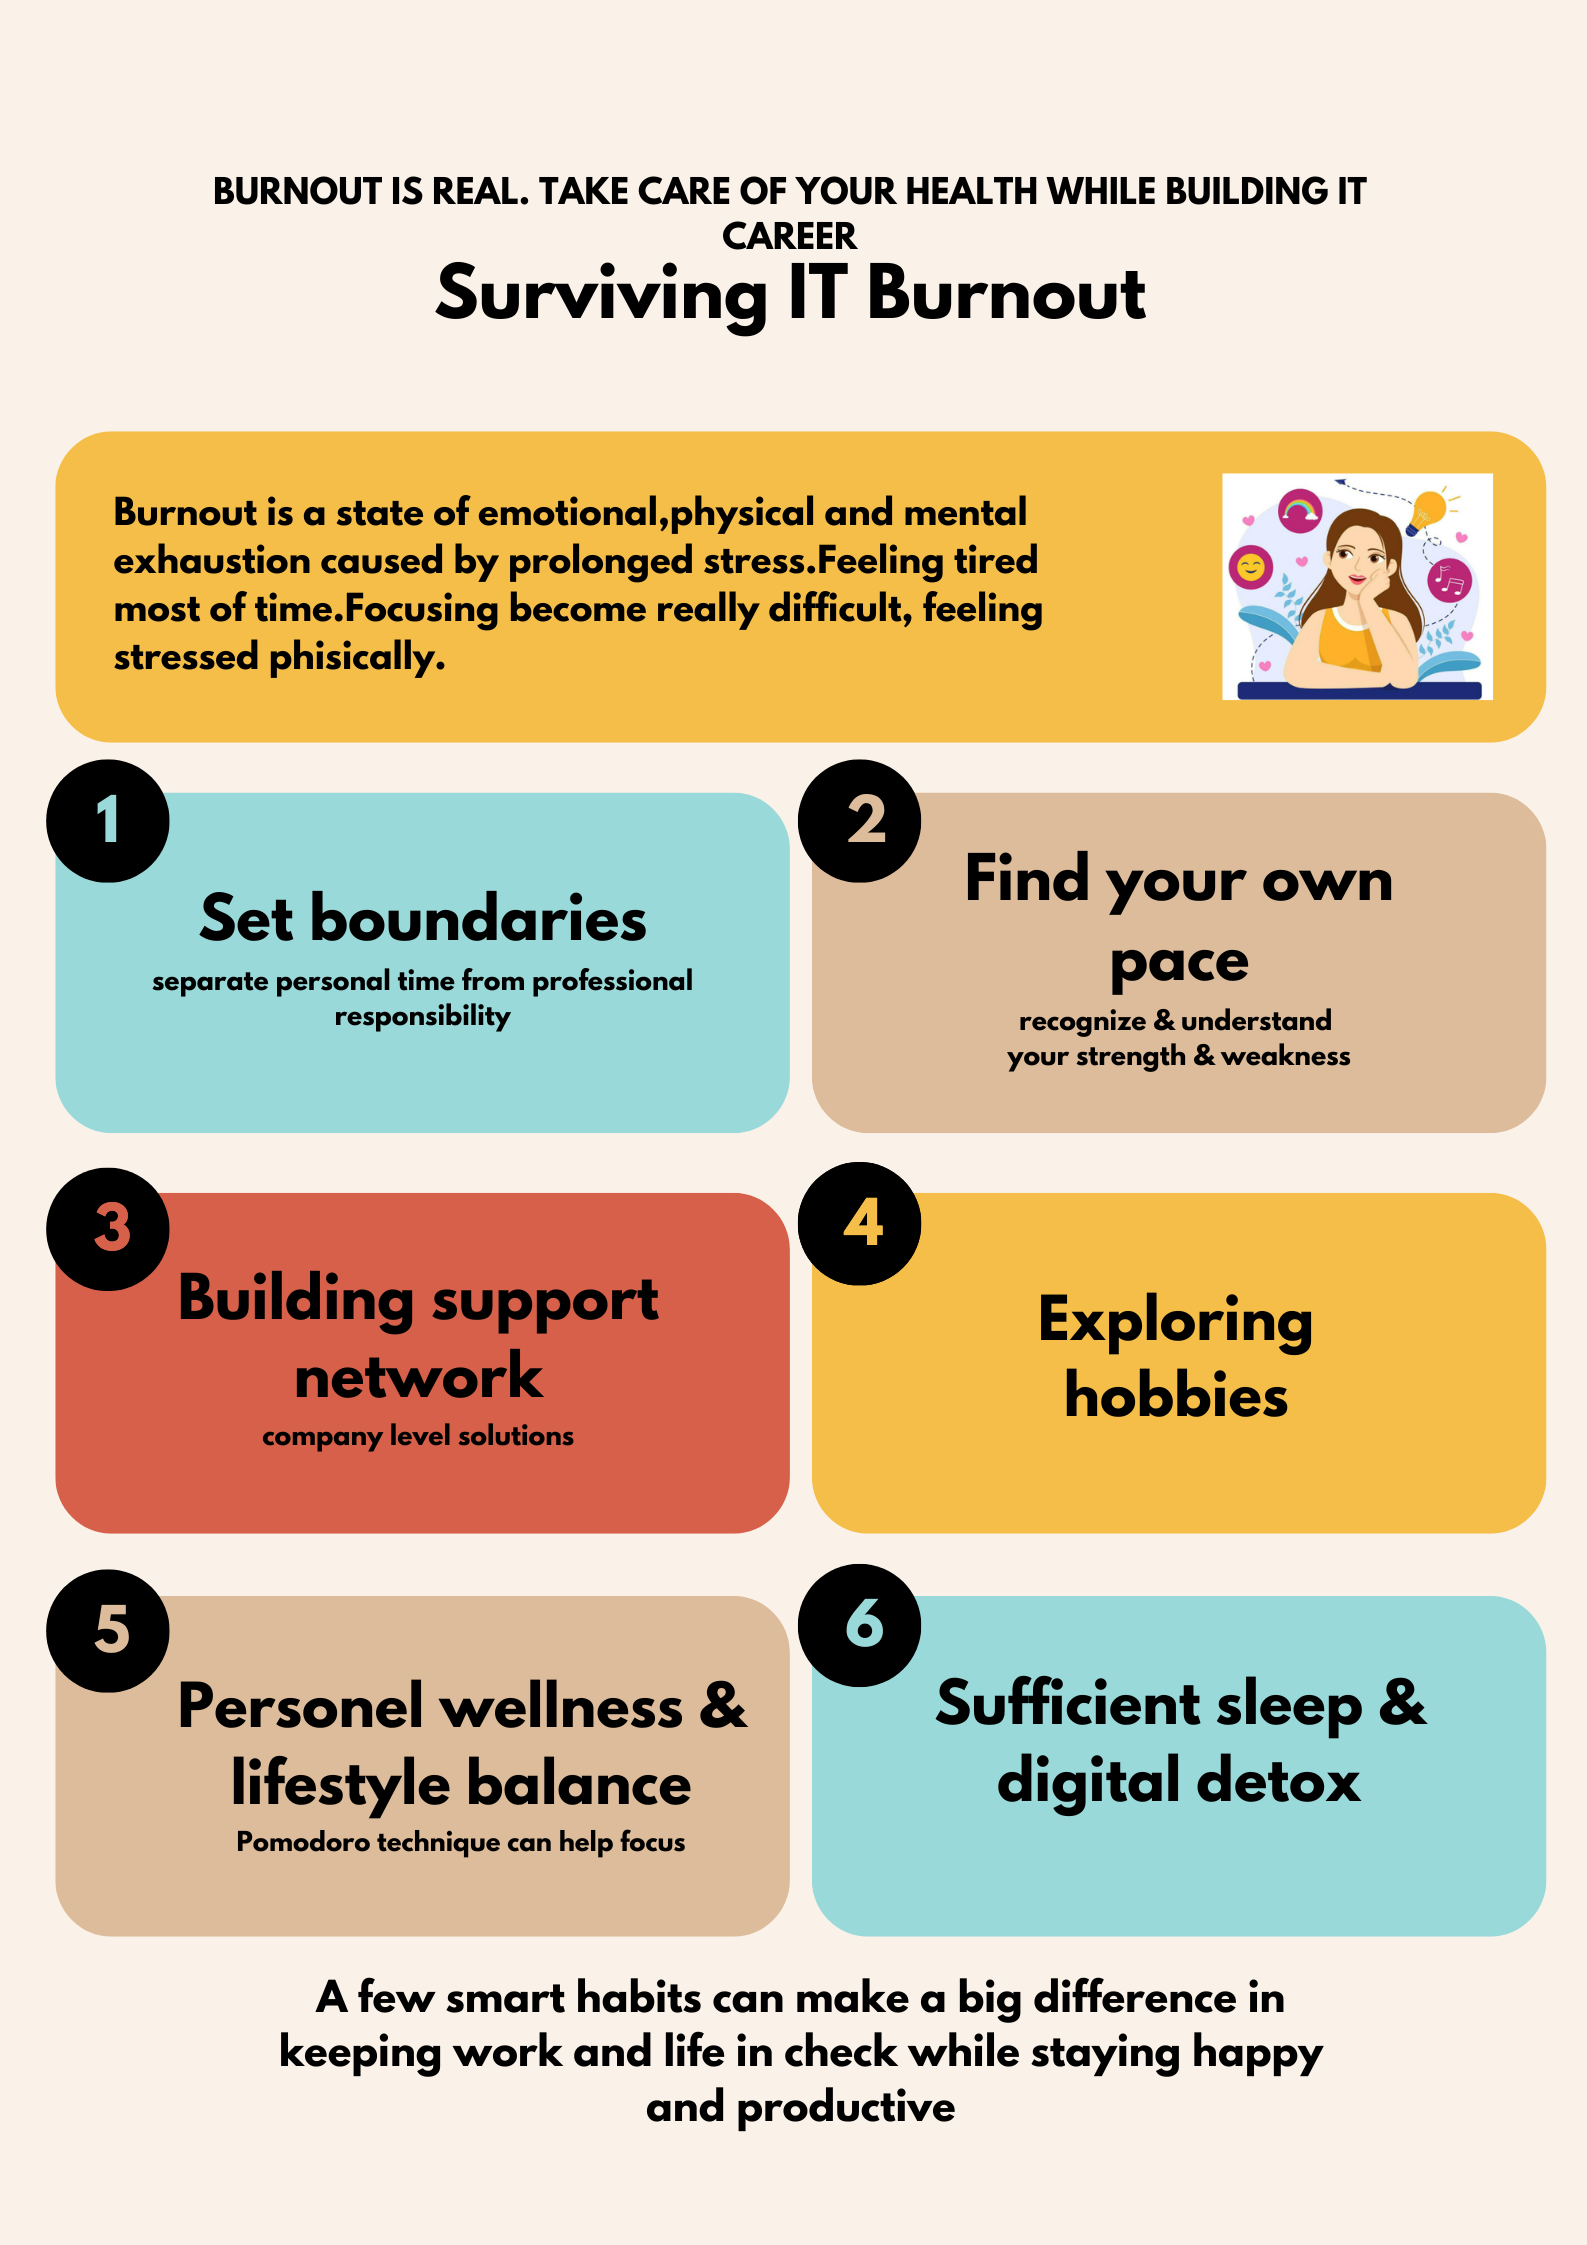 BURNOUT IS REAL. TAKE CARE OF YOUR HEALTH WHILE BUILDING IT
CAREER
Surviving IT Burnout
Burnout is a state of emotional,physical and mental
exhaustion caused by prolonged stress.Feeling tired
most of time.Focusing become really difficult, feeling
stressed phisically.
1
Set boundaries
separate personal time from professional
responsibility
2
Find your own
pace
recognize & understand
your strength & weakness
3
Building support
network
company level solutions
4
Exploring
hobbies
5
Personel wellness &
lifestyle balance
Pomodoro technique can help focus
6
Sufficient sleep &
digital detox
A few smart habits can make a big difference in
keeping work and life in check while staying happy
and productive